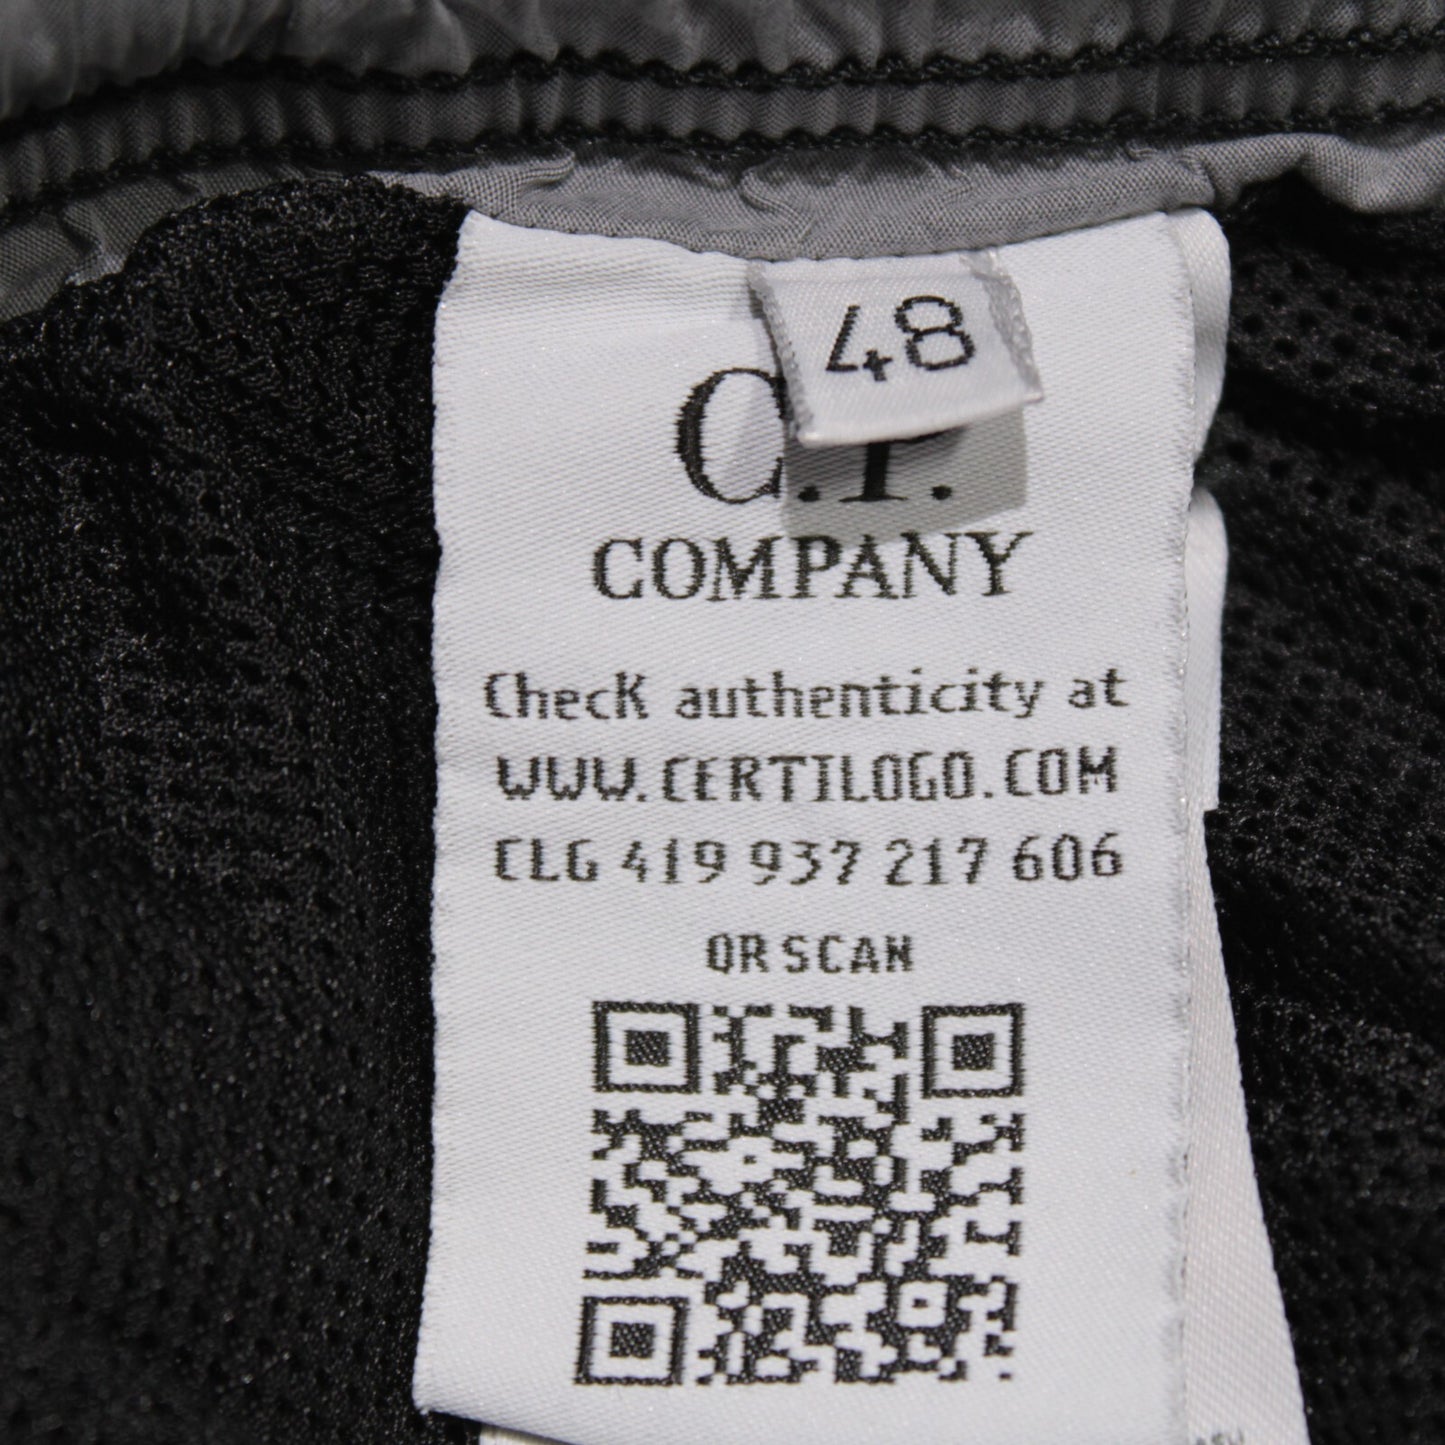 48
C.P.
COMPANY
Check authenticity at
WWW.CERTILOGO.COM
CLG 419 937 217 606
OR SCAN